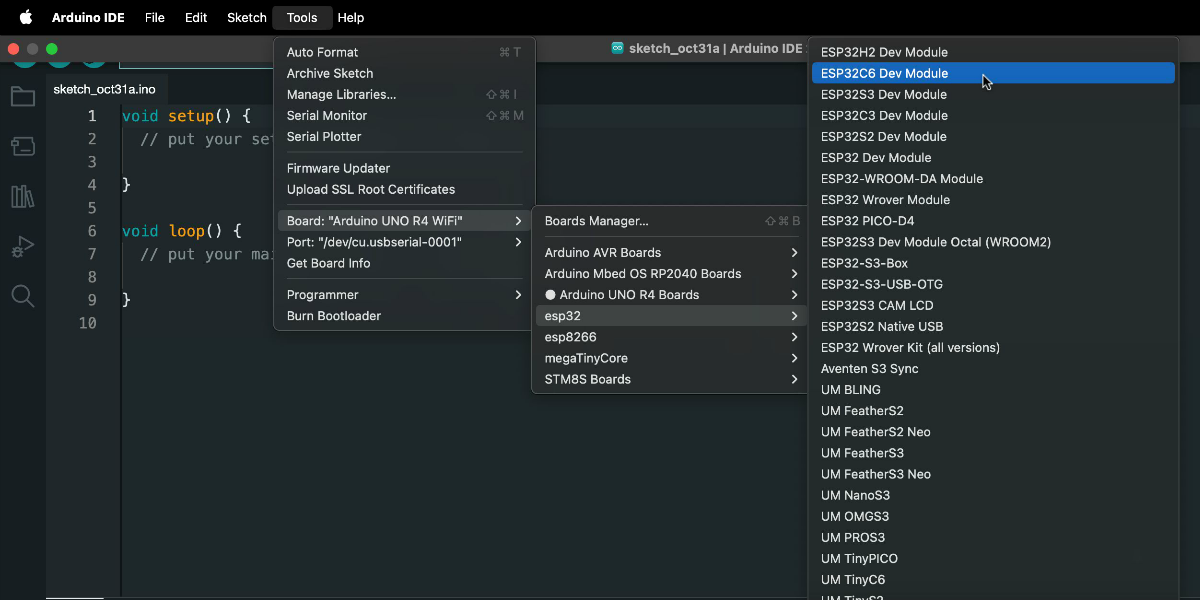 Arduino IDE File Edit Sketch Tools Help
sketch_oct31a | Arduino IDE
sketch_oct31a.ino
1 void setup() {
2 // put your se
3
4 }
5
6 void loop() {
7 // put your mai
8
9 }
10
Auto Format ⌘ T
Archive Sketch
Manage Libraries... ⇧⌘ I
Serial Monitor ⇧⌘ M
Serial Plotter
Firmware Updater
Upload SSL Root Certificates
Board: "Arduino UNO R4 WiFi"
Port: "/dev/cu.usbserial-0001"
Get Board Info
Programmer
Burn Bootloader
Boards Manager... ⇧⌘ B
Arduino AVR Boards
Arduino Mbed OS RP2040 Boards
Arduino UNO R4 Boards
esp32
esp8266
megaTinyCore
STM8S Boards
ESP32H2 Dev Module
ESP32C6 Dev Module
ESP32S3 Dev Module
ESP32C3 Dev Module
ESP32S2 Dev Module
ESP32 Dev Module
ESP32-WROOM-DA Module
ESP32 Wrover Module
ESP32 PICO-D4
ESP32S3 Dev Module Octal (WROOM2)
ESP32-S3-Box
ESP32-S3-USB-OTG
ESP32S3 CAM LCD
ESP32S2 Native USB
ESP32 Wrover Kit (all versions)
Aventen S3 Sync
UM BLING
UM FeatherS2
UM FeatherS2 Neo
UM FeatherS3
UM FeatherS3 Neo
UM NanoS3
UM OMGS3
UM PROS3
UM TinyPICO
UM TinyC6